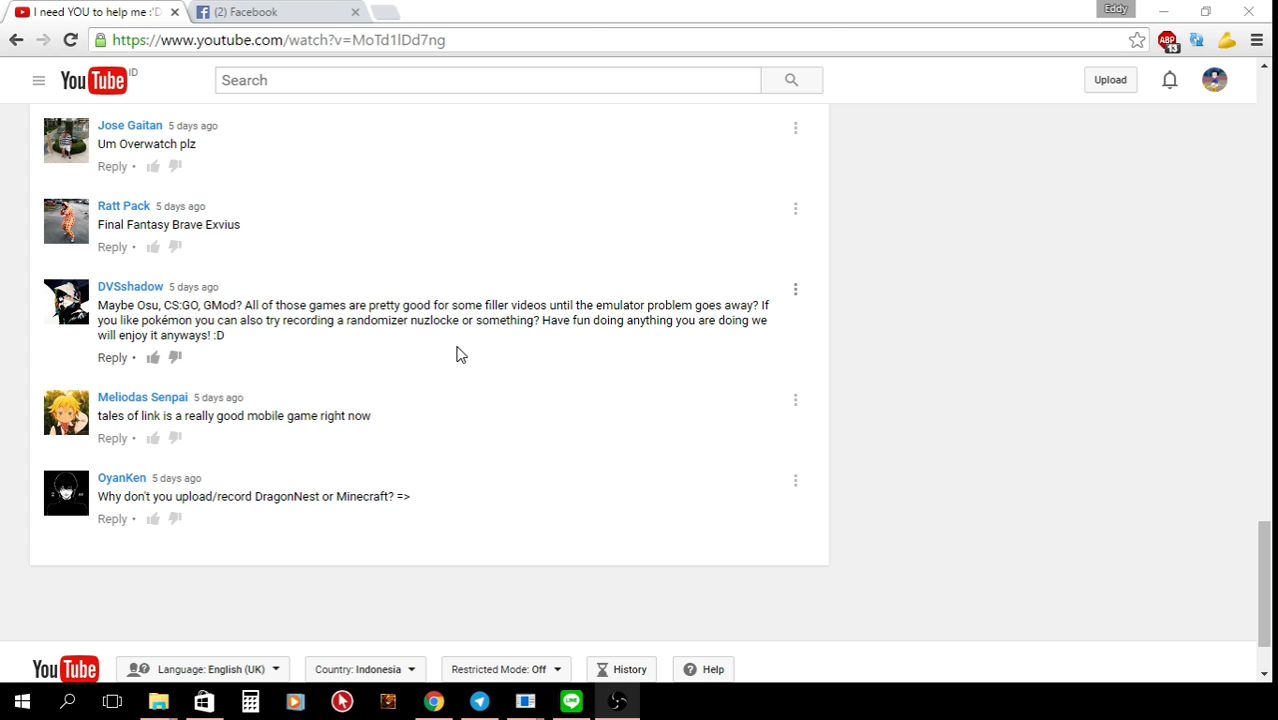 I need YOU to help me :'D
(2) Facebook
Eddy
https://www.youtube.com/watch?v=MoTd1lDd7ng
ABP
13
YouTube ID
Search
Upload
Jose Gaitan 5 days ago
Um Overwatch plz
Reply •
Ratt Pack 5 days ago
Final Fantasy Brave Exvius
Reply •
DVSshadow 5 days ago
Maybe Osu, CS:GO, GMod? All of those games are pretty good for some filler videos until the emulator problem goes away? If
you like pokémon you can also try recording a randomizer nuzlocke or something? Have fun doing anything you are doing we
will enjoy it anyways! :D
Reply •
Meliodas Senpai 5 days ago
tales of link is a really good mobile game right now
Reply •
OyanKen 5 days ago
Why don't you upload/record DragonNest or Minecraft? =>
Reply •
YouTube
Language: English (UK)
Country: Indonesia
Restricted Mode: Off
History
Help
LINE